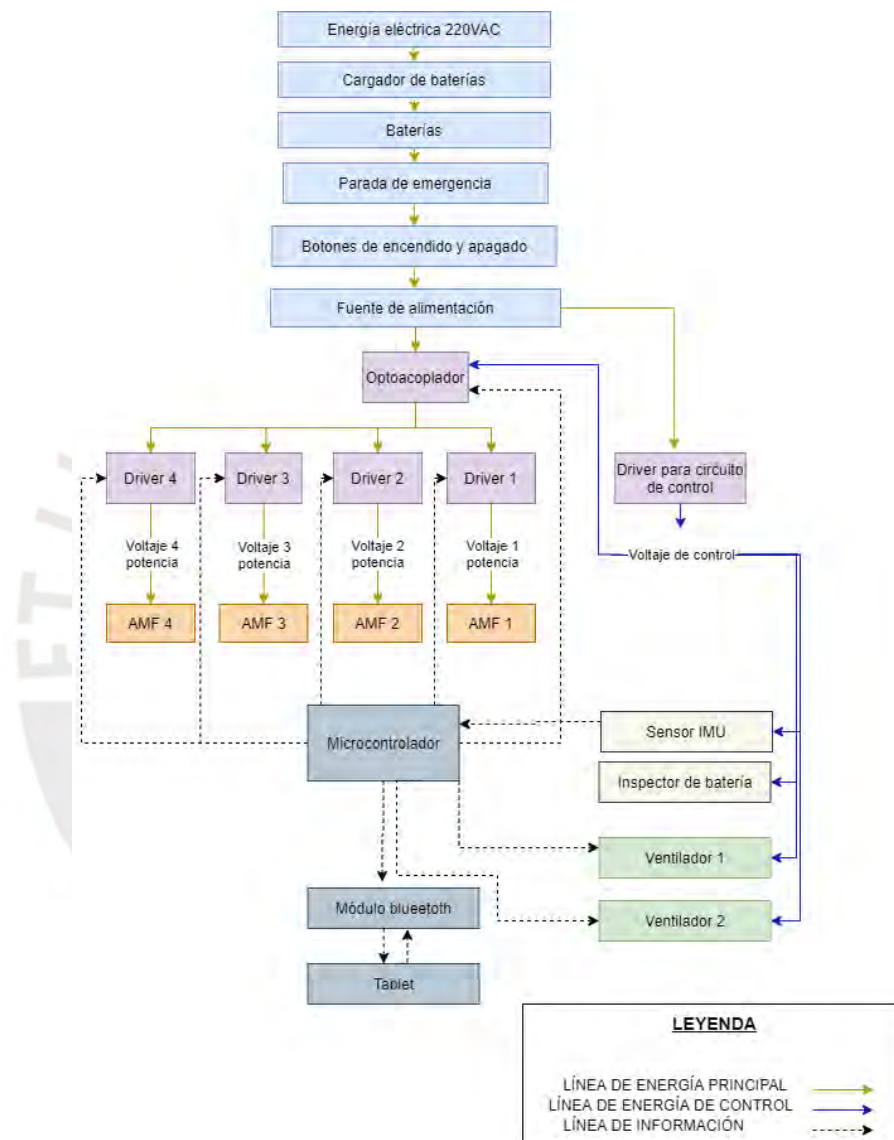 Energía eléctrica 220VAC
Cargador de baterías
Baterías
Parada de emergencia
Botones de encendido y apagado
Fuente de alimentación
Optoacoplador
Driver 4
Driver 3
Driver 2
Driver 1
Driver para circuito
de control
Voltaje 4
potencia
Voltaje 3
potencia
Voltaje 2
potencia
Voltaje 1
potencia
Voltaje de control
AMF 4
AMF 3
AMF 2
AMF 1
Microcontrolador
Sensor IMU
Inspector de batería
Ventilador 1
Módulo blueetoth
Ventilador 2
Tablet
LEYENDA
LÍNEA DE ENERGÍA PRINCIPAL
LÍNEA DE ENERGÍA DE CONTROL
LÍNEA DE INFORMACIÓN